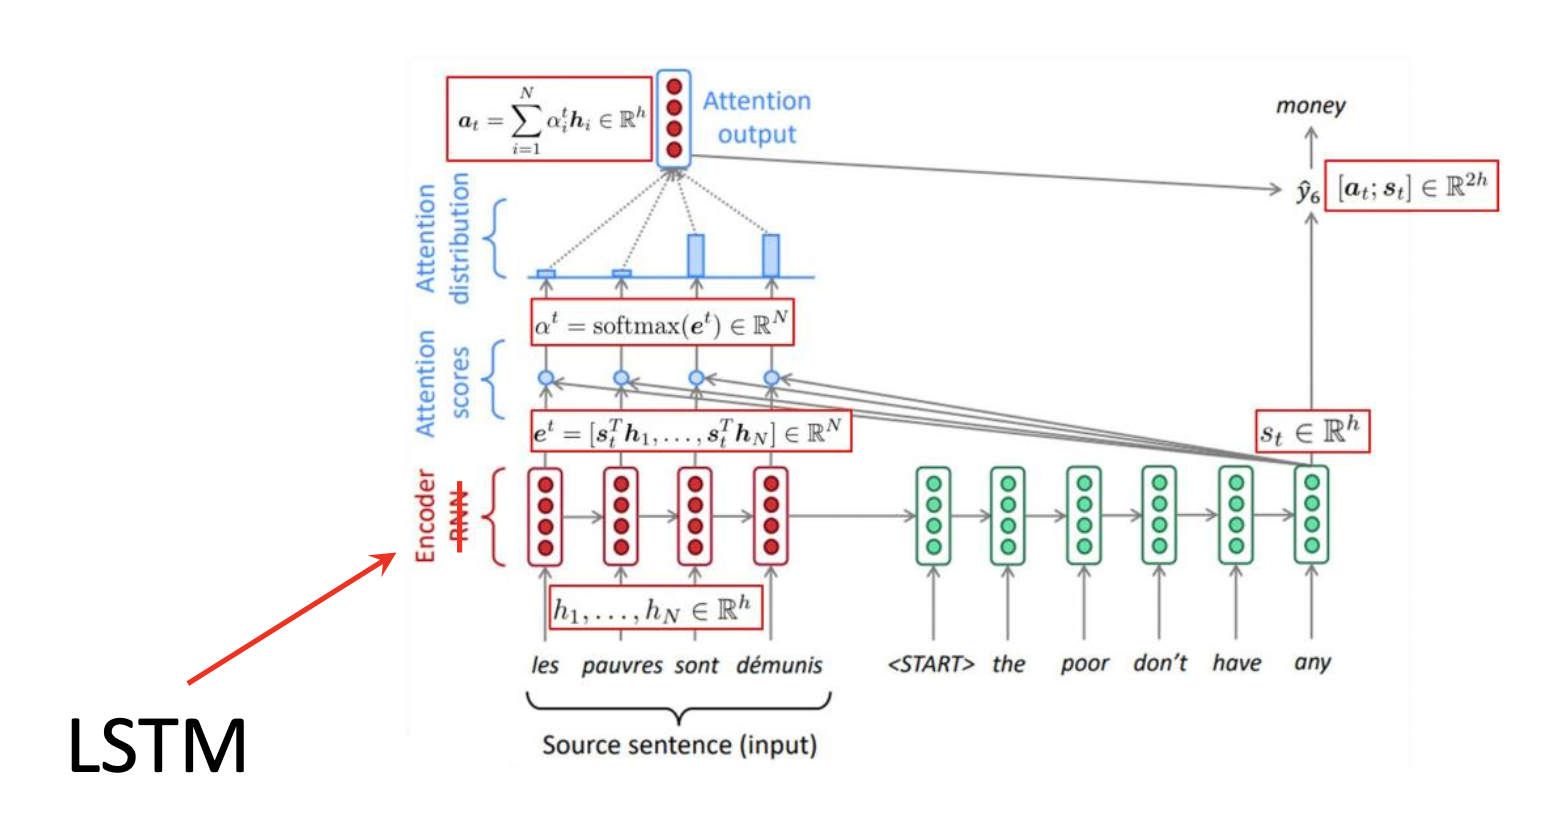 $a_t = \sum_{i=1}^{N} \alpha_i^t h_i \in \mathbb{R}^h$
Attention
output
money
$\hat{y}_6$ $[a_t; s_t] \in \mathbb{R}^{2h}$
Attention
distribution
$\alpha^t = \text{softmax}(e^t) \in \mathbb{R}^N$
Attention
scores
$e^t = [s_t^T h_1, \ldots, s_t^T h_N] \in \mathbb{R}^N$
$s_t \in \mathbb{R}^h$
Encoder
RNN
$h_1, \ldots, h_N \in \mathbb{R}^h$
les pauvres sont démunis
<START> the poor don't have any
Source sentence (input)
LSTM